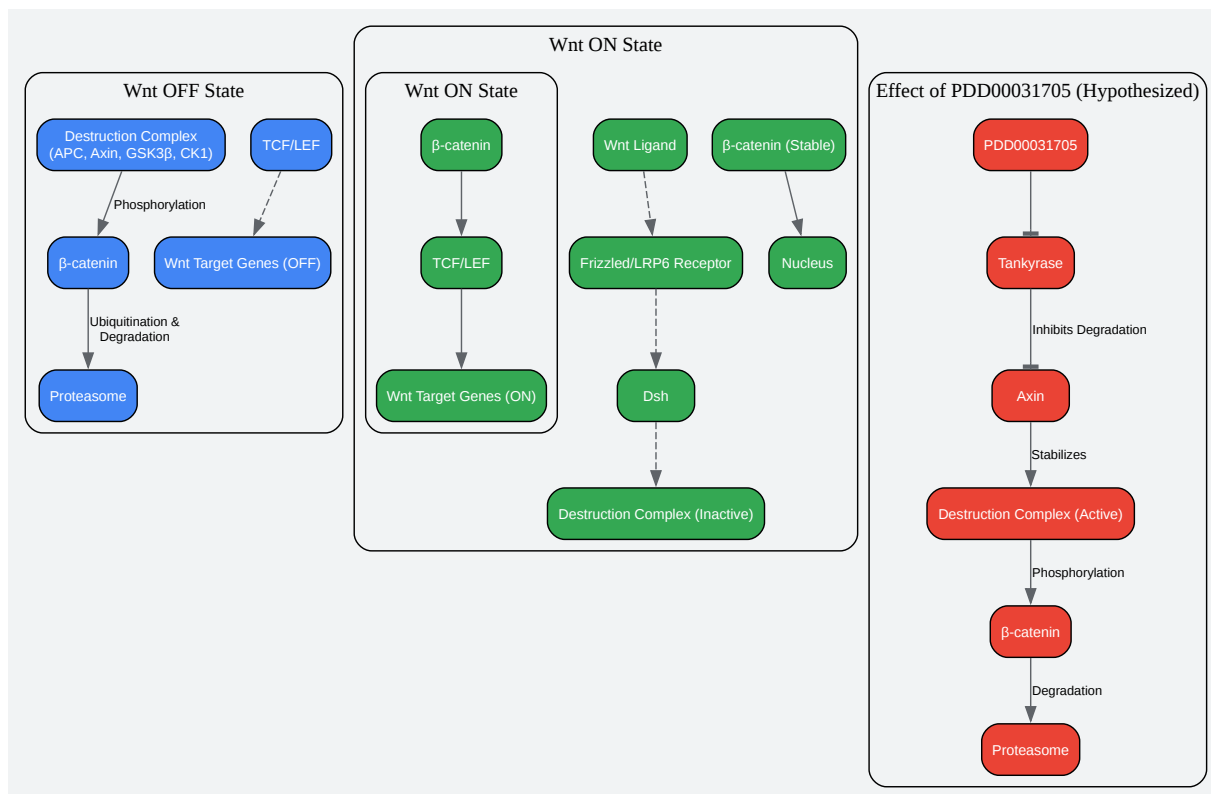 Wnt OFF State
Destruction Complex
(APC, Axin, GSK3β, CK1)
TCF/LEF
Phosphorylation
β-catenin
Wnt Target Genes (OFF)
Ubiquitination &
Degradation
Proteasome
Wnt ON State
Wnt ON State
β-catenin
TCF/LEF
Wnt Target Genes (ON)
Wnt Ligand
β-catenin (Stable)
Frizzled/LRP6 Receptor
Nucleus
Dsh
Destruction Complex (Inactive)
Effect of PDD00031705 (Hypothesized)
PDD00031705
Tankyrase
Inhibits Degradation
Axin
Stabilizes
Destruction Complex (Active)
Phosphorylation
β-catenin
Degradation
Proteasome